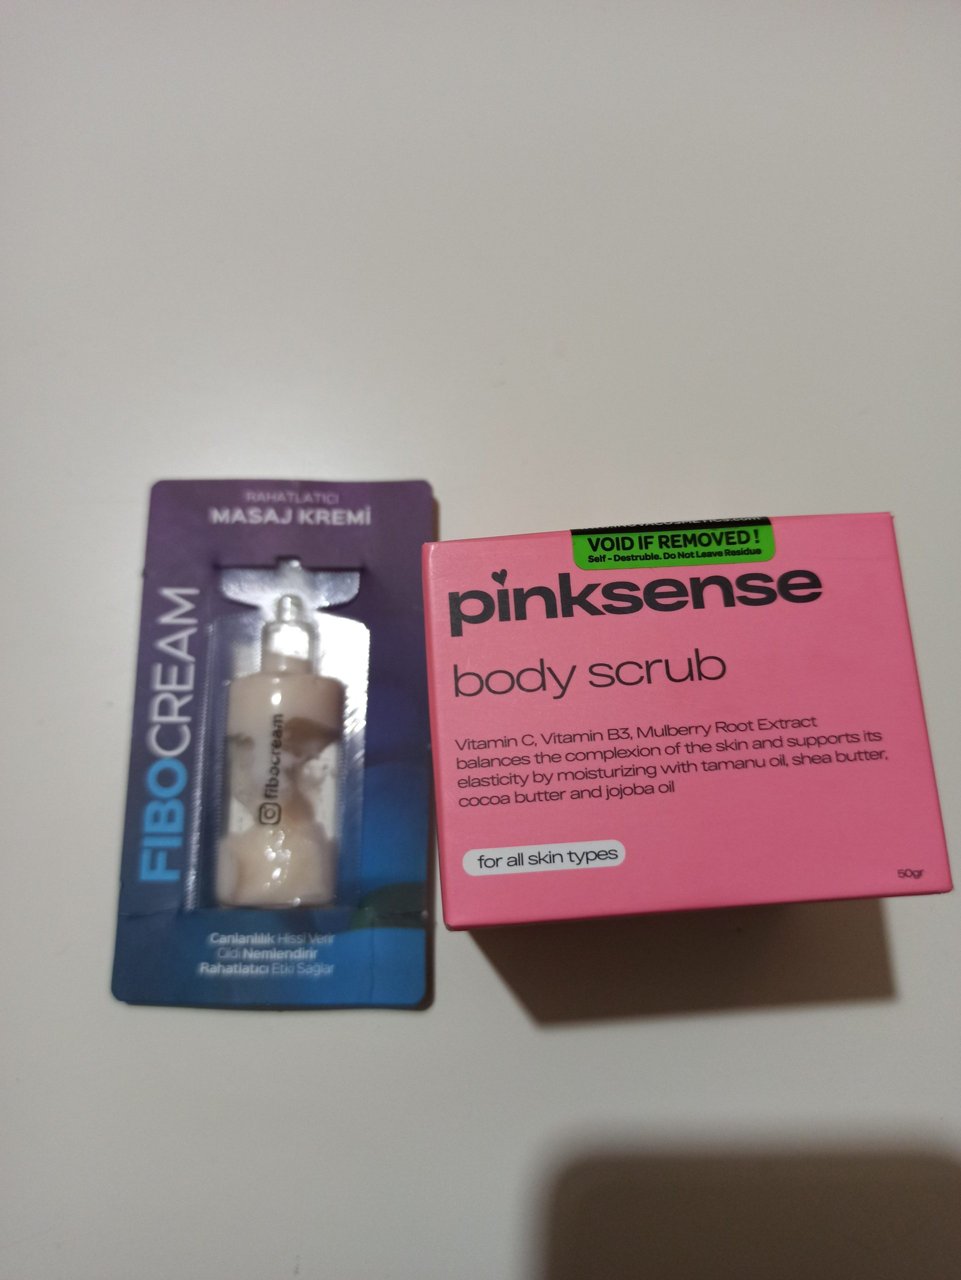 RAHATLATICI
MASAJ KREMİ
FIBOCREAM
fibocream
Canlanlılık Hissi Verir
Cildi Nemlendirir
Rahatlatıcı Etki Sağlar
VOID IF REMOVED !
Self - Destruble. Do Not Leave Residue
pinksense
body scrub
Vitamin C, Vitamin B3, Mulberry Root Extract
balances the complexion of the skin and supports its
elasticity by moisturizing with tamanu oil, shea butter,
cocoa butter and jojoba oil
for all skin types
50gr